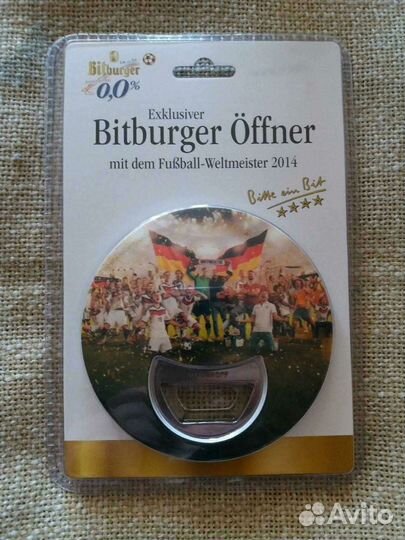 Bitburger
0,0%
Exklusiver
Bitburger Öffner
mit dem Fußball-Weltmeister 2014
Bitte ein Bit
Avito